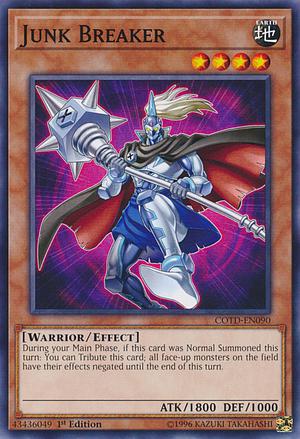 JUNK BREAKER
EARTH
地
COTD-EN090
[WARRIOR/EFFECT]
During your Main Phase, if this card was Normal Summoned this
turn: You can Tribute this card; all face-up monsters on the field
have their effects negated until the end of this turn.
ATK/1800 DEF/1000
43436049 1st Edition ©1996 KAZUKI TAKAHASHI